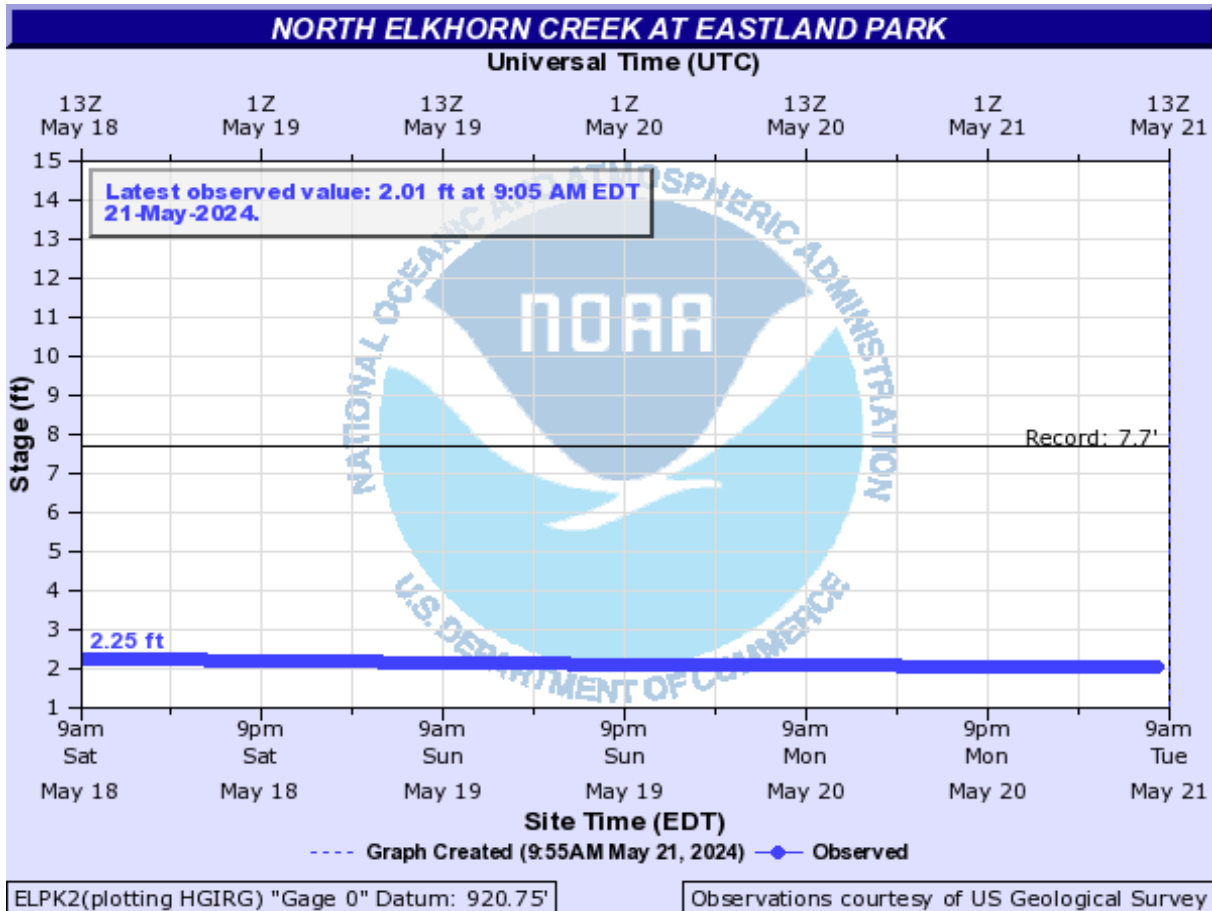 NORTH ELKHORN CREEK AT EASTLAND PARK
Universal Time (UTC)
13Z 1Z 13Z 1Z 13Z 1Z 13Z
May 18 May 19 May 19 May 20 May 20 May 21 May 21
Latest observed value: 2.01 ft at 9:05 AM EDT
21-May-2024.
15
14
13
12
11
10
9
8
7
6
5
4
3
2
1
Stage (ft)
NATIONAL OCEANIC AND ATMOSPHERIC ADMINISTRATION
NOAA
U.S. DEPARTMENT OF COMMERCE
Record: 7.7'
2.25 ft
9am 9pm 9am 9pm 9am 9pm 9am
Sat Sat Sun Sun Mon Mon Tue
May 18 May 18 May 19 May 19 May 20 May 20 May 21
Site Time (EDT)
Graph Created (9:55AM May 21, 2024) Observed
ELPK2(plotting HGIRG) "Gage 0" Datum: 920.75'
Observations courtesy of US Geological Survey